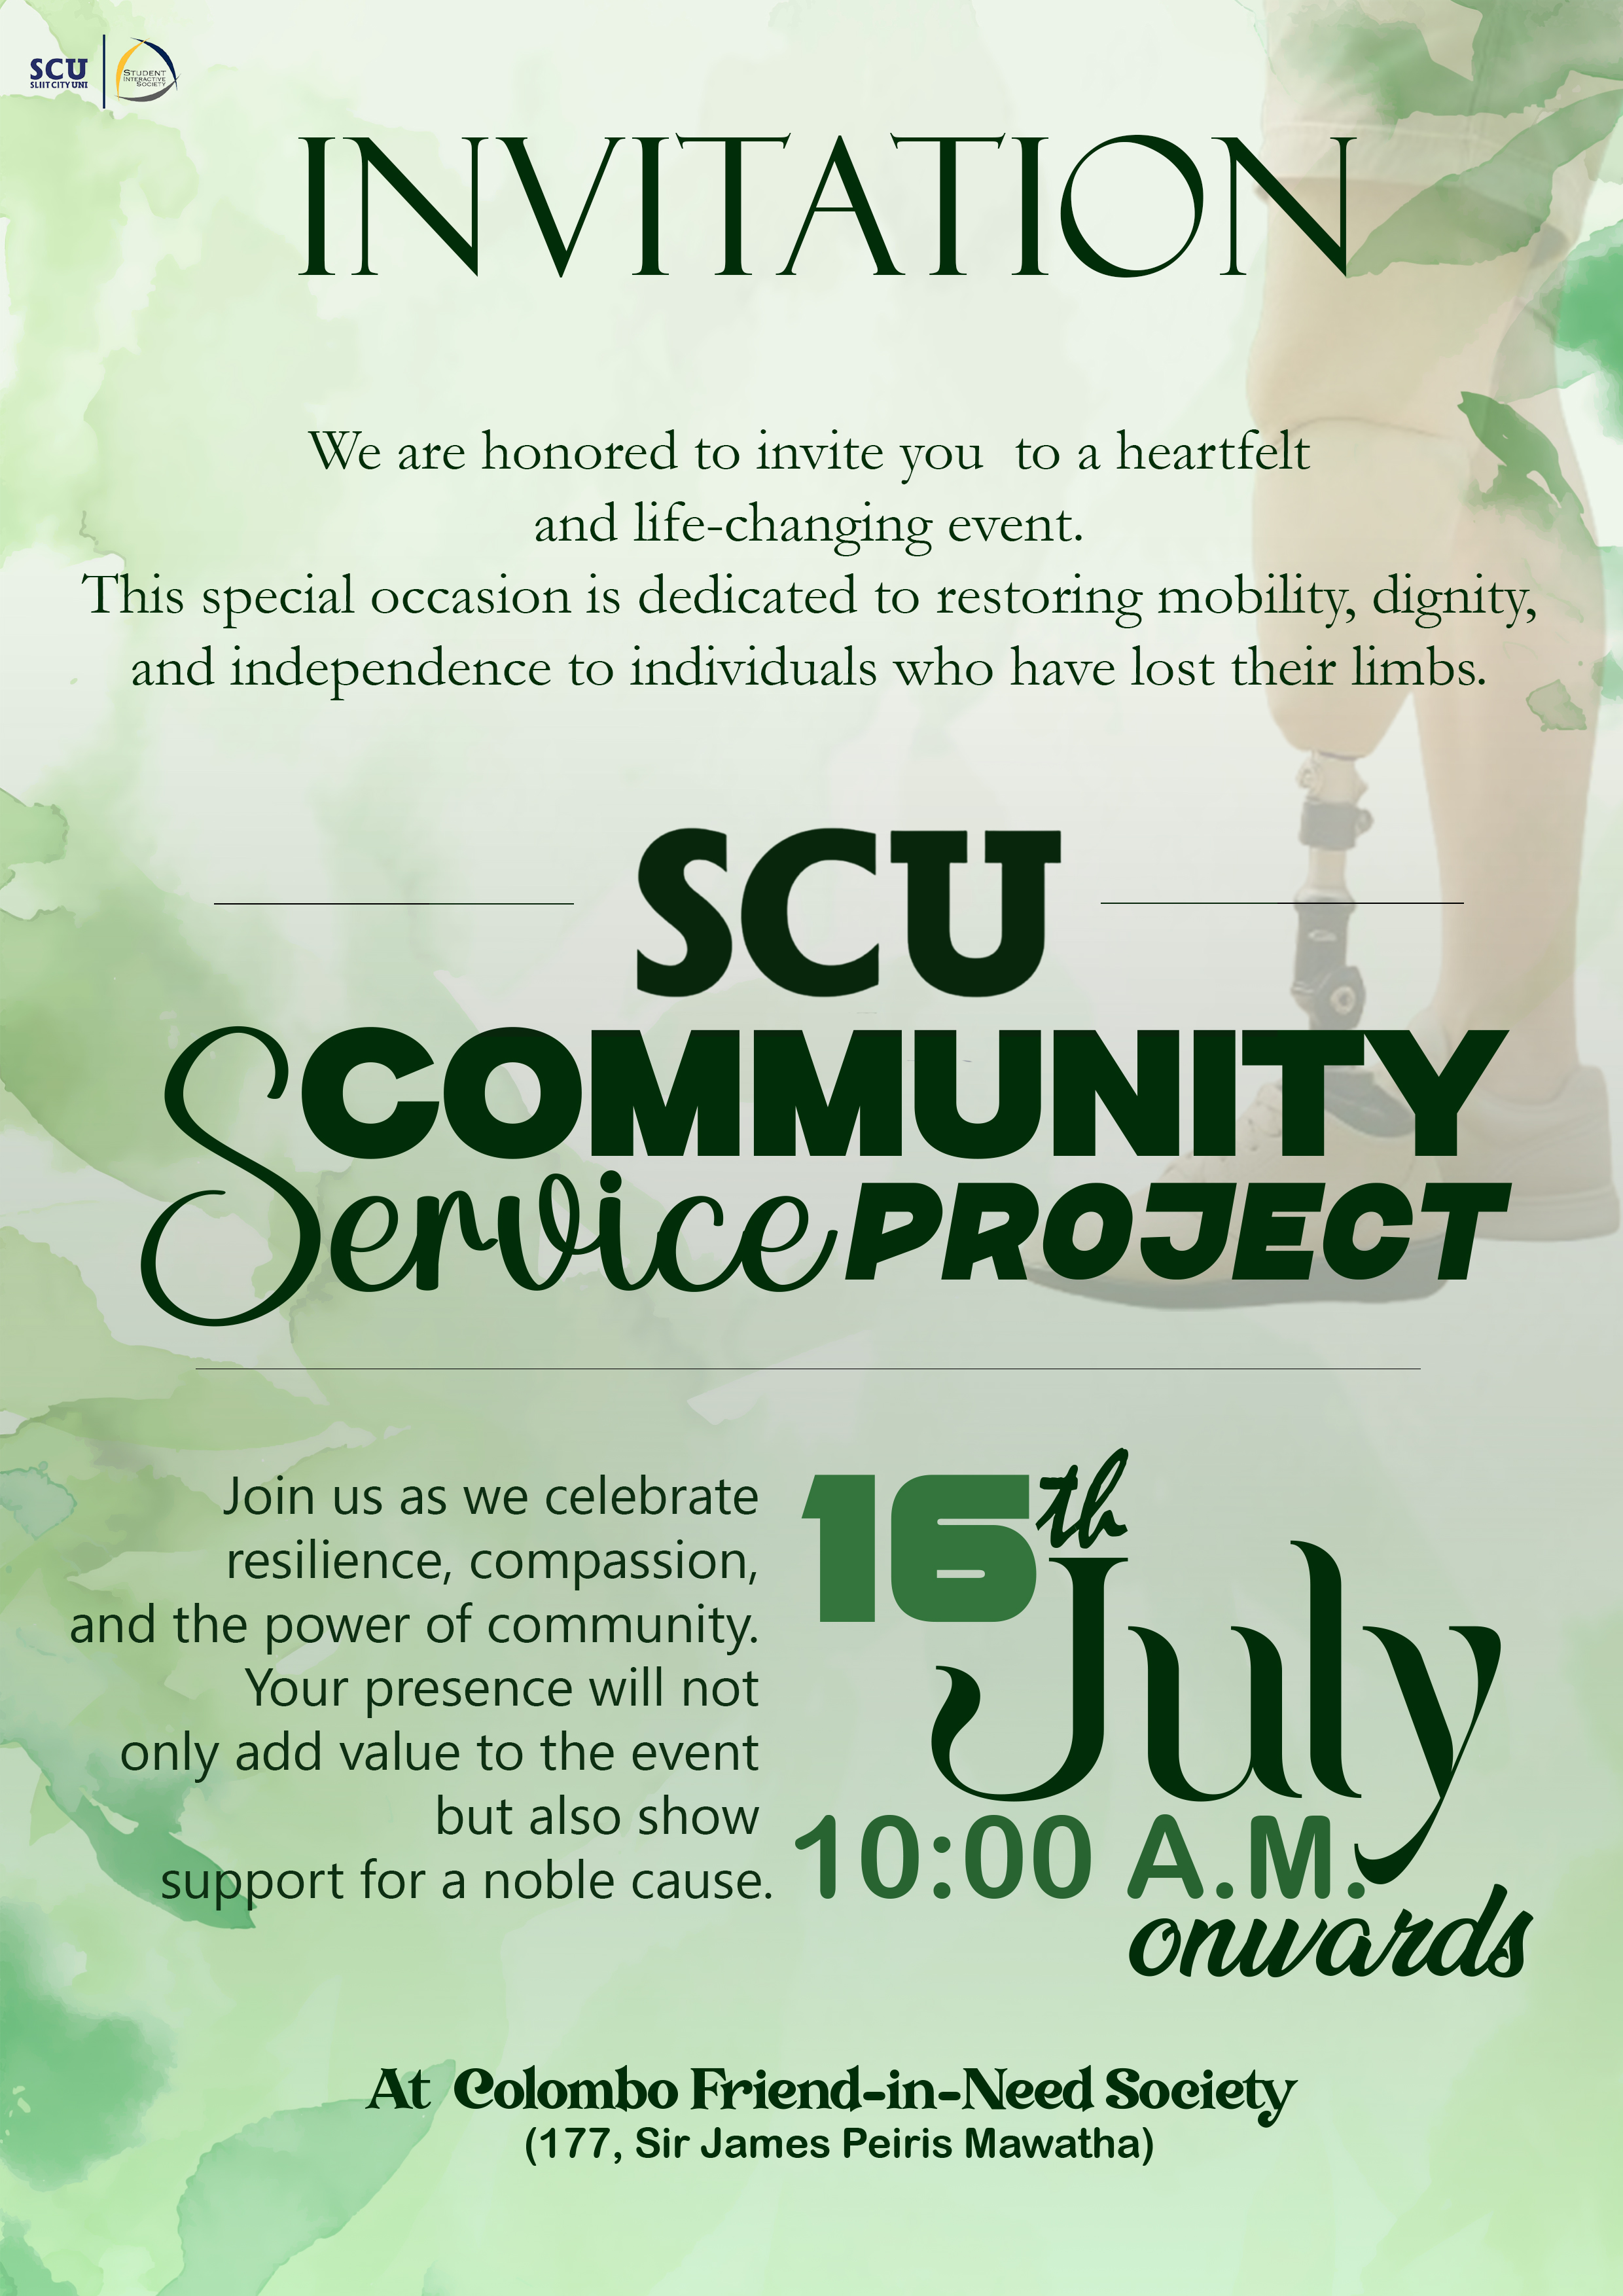 SCU
SLIIT CITY UNI
STUDENT
INTERACTIVE
SOCIETY
INVITATION
We are honored to invite you to a heartfelt
and life-changing event.
This special occasion is dedicated to restoring mobility, dignity,
and independence to individuals who have lost their limbs.
SCU
COMMUNITY
Service PROJECT
Join us as we celebrate
resilience, compassion,
and the power of community.
Your presence will not
only add value to the event
but also show
support for a noble cause.
16th
July
10:00 A.M.
onwards
At Colombo Friend-in-Need Society
(177, Sir James Peiris Mawatha)